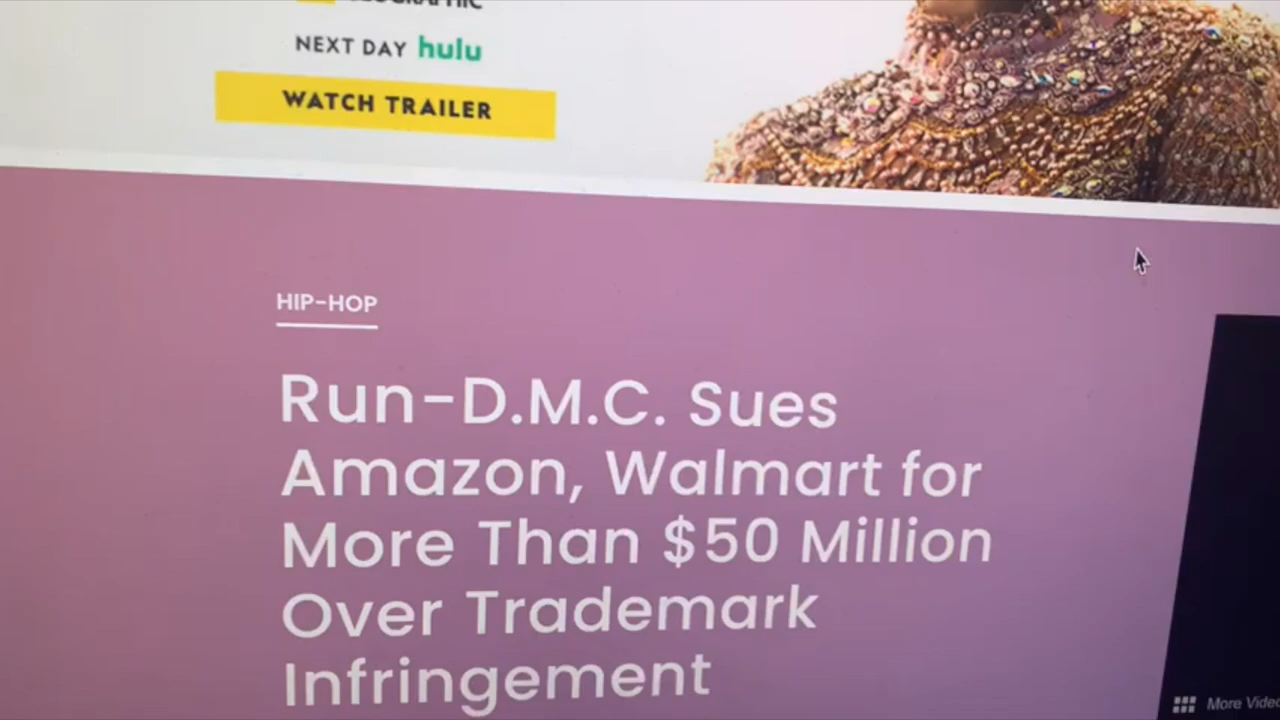 NEXT DAY hulu
WATCH TRAILER
HIP-HOP
Run-D.M.C. Sues
Amazon, Walmart for
More Than $50 Million
Over Trademark
Infringement
More